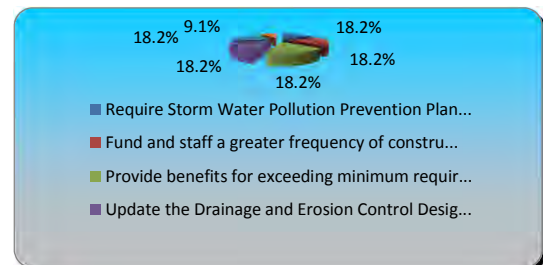 9.1%
18.2%
18.2%
18.2%
18.2%
18.2%
Require Storm Water Pollution Prevention Plan...
Fund and staff a greater frequency of constru...
Provide benefits for exceeding minimum requir...
Update the Drainage and Erosion Control Desig...